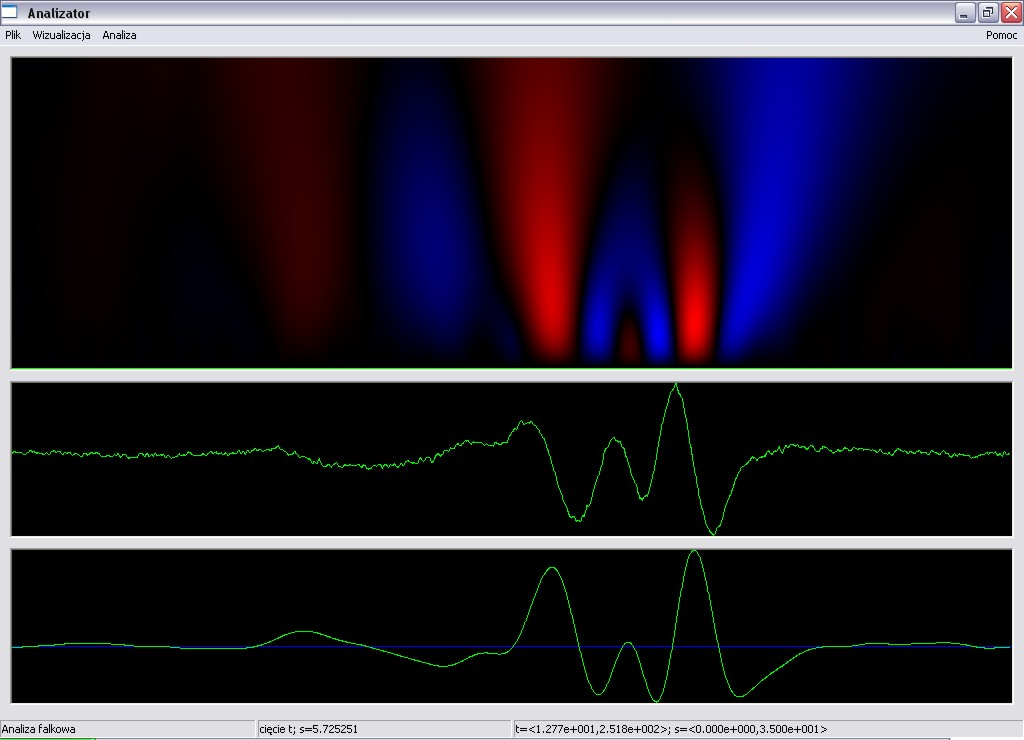 Analizator
Plik Wizualizacja Analiza Pomoc
Analiza falkowa
cięcie t; s=5.725251
t=<1.277e+001,2.518e+002>; s=<0.000e+000,3.500e+001>